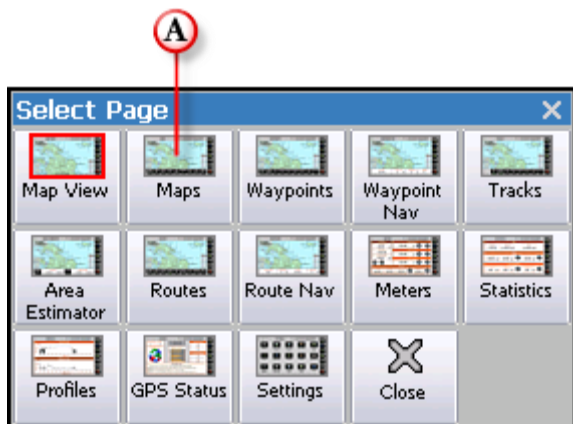 A
Select Page
Map View
Maps
Waypoints
Waypoint
Nav
Tracks
Area
Estimator
Routes
Route Nav
Meters
Statistics
Profiles
GPS Status
Settings
Close